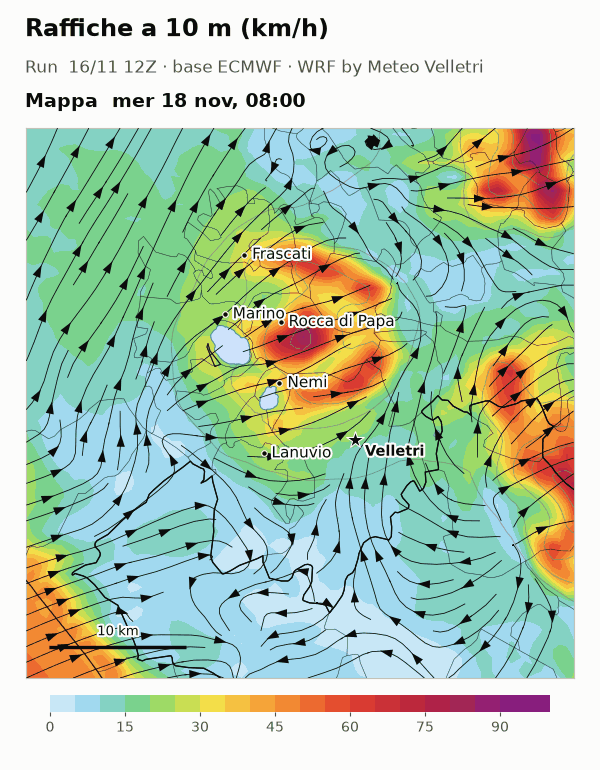 Raffiche a 10 m (km/h)
Run  16/11 12Z · base ECMWF · WRF by Meteo Velletri
Mappa  mer 18 nov, 08:00
Frascati
Marino
Rocca di Papa
Nemi
Velletri
Lanuvio
10 km
0 15 30 45 60 75 90